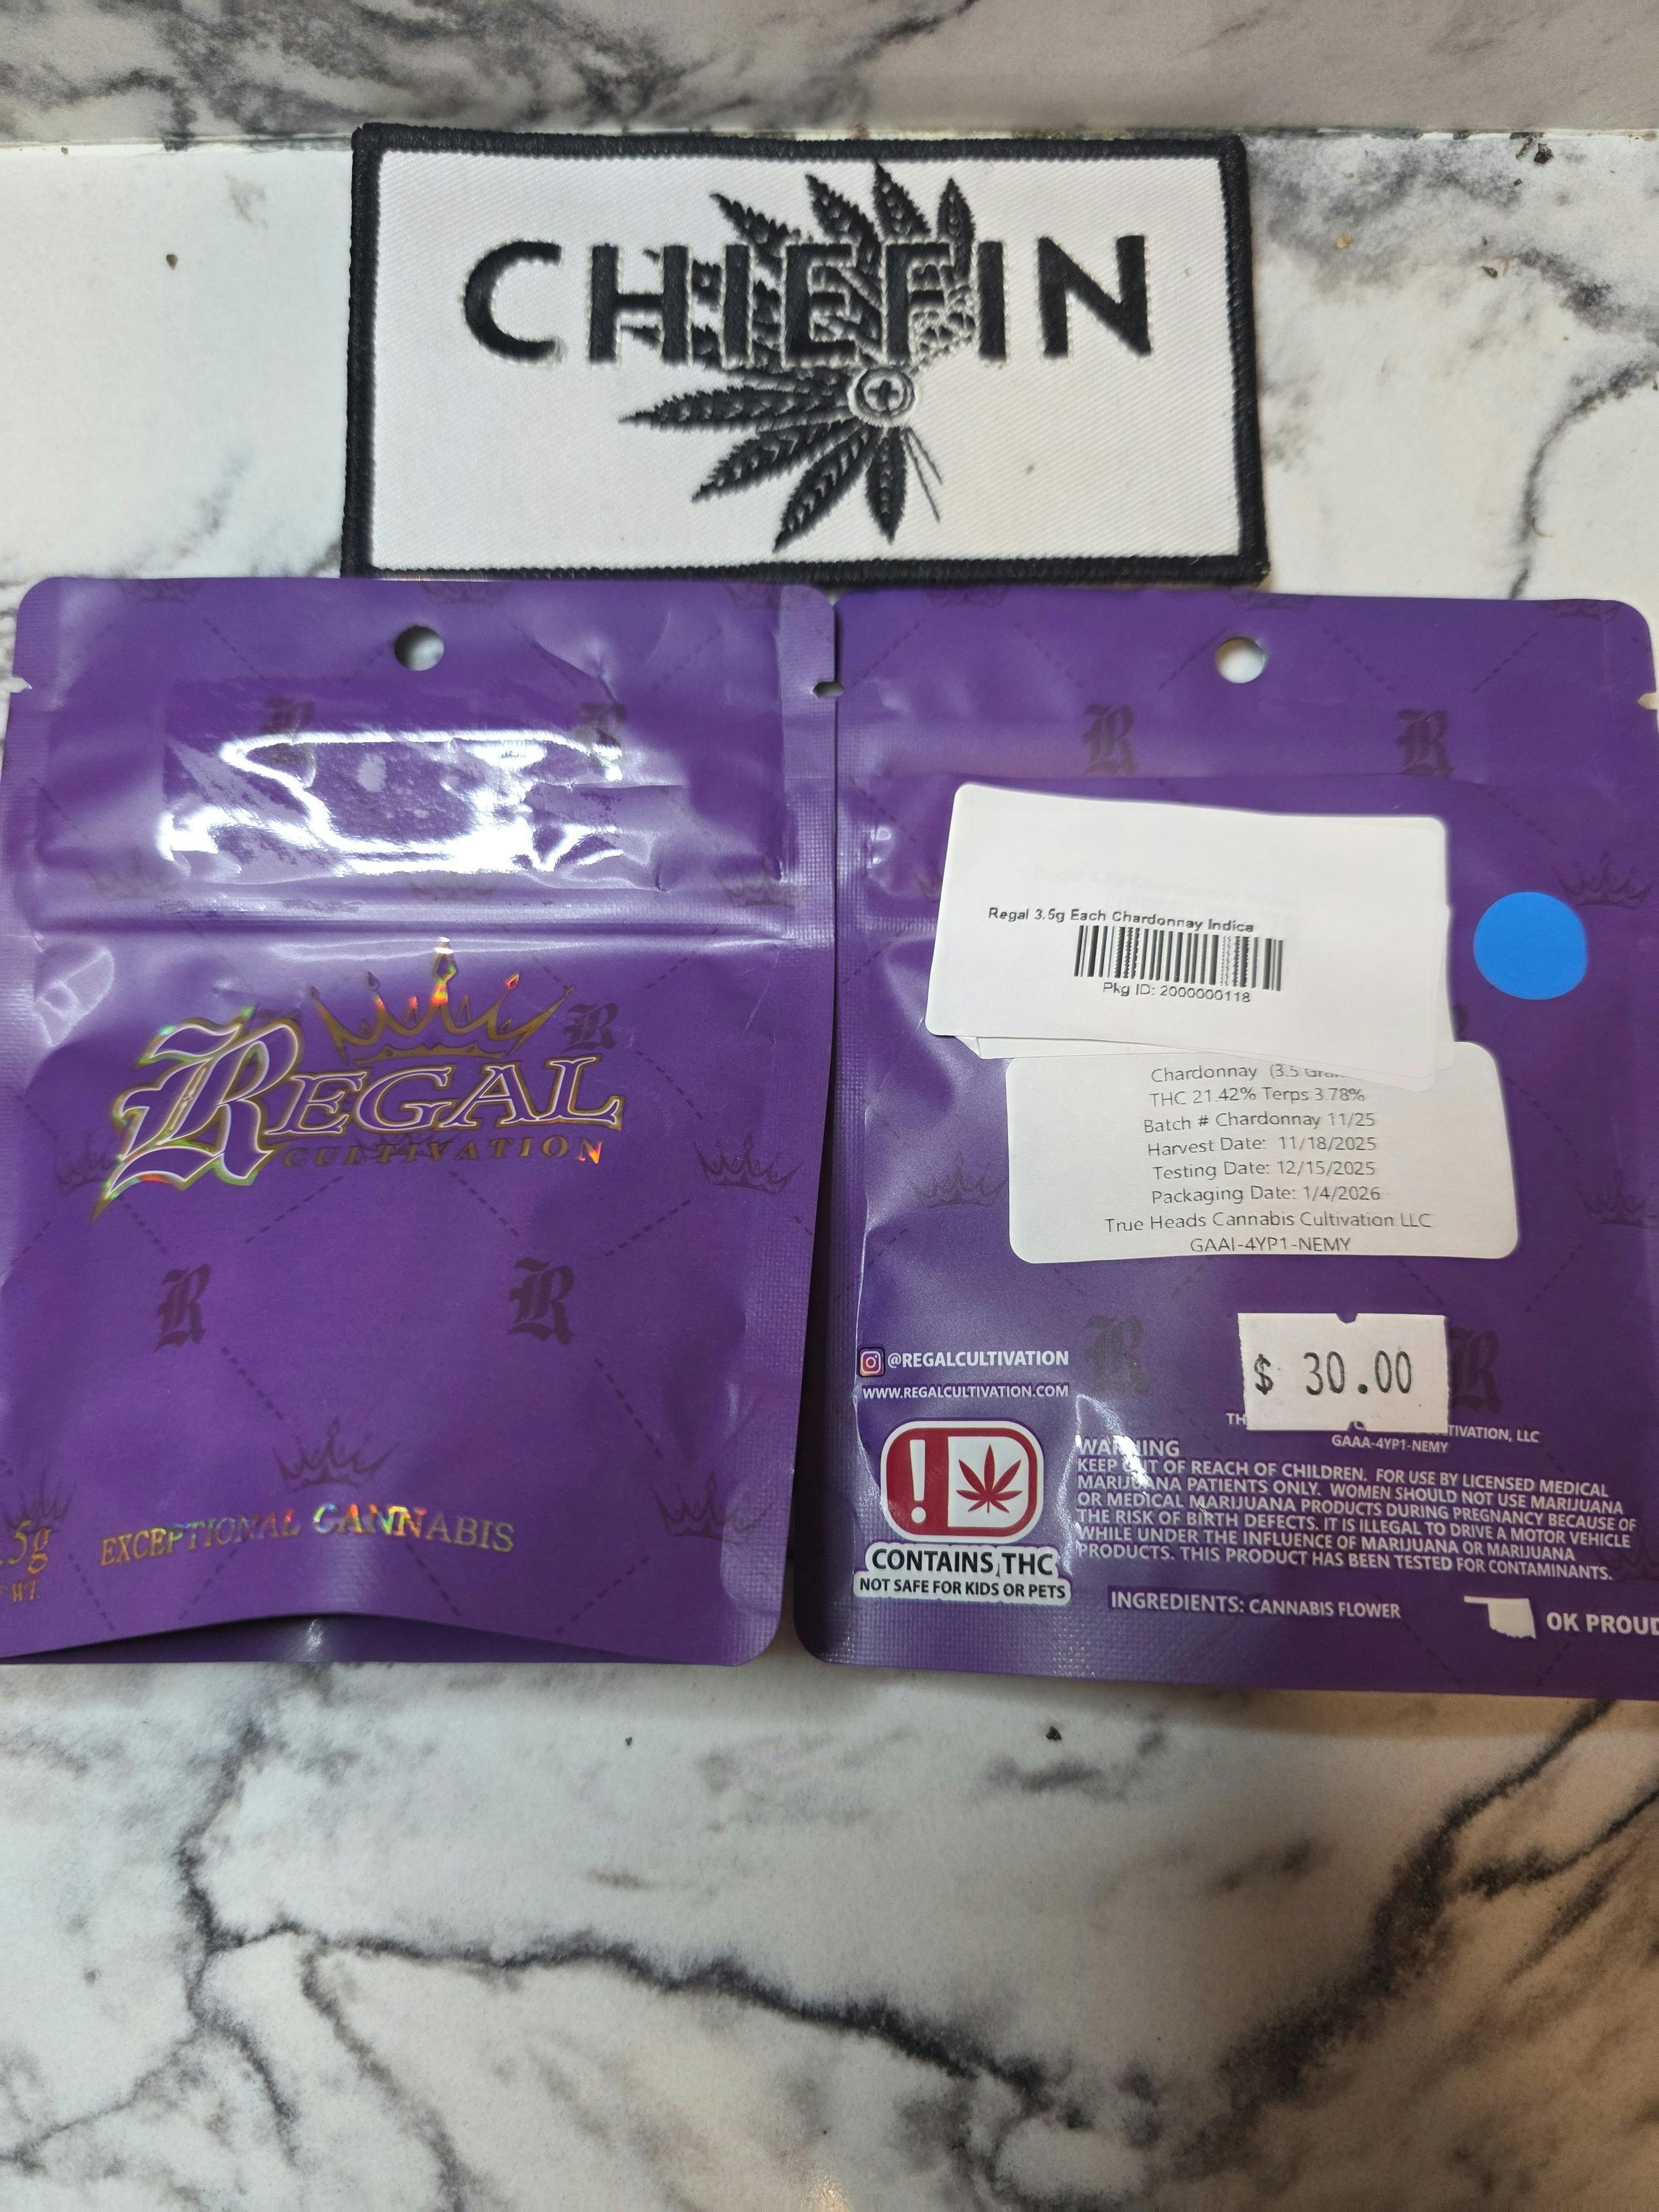 CHIEFIN
REGAL
CULTIVATION
.5g
WT.
EXCEPTIONAL CANNABIS
Regal 3.5g Each Chardonnay Indica
Pkg ID: 2000000118
Chardonnay (3.5
THC 21.42% Terps 3.78%
Batch # Chardonnay 11/25
Harvest Date: 11/18/2025
Testing Date: 12/15/2025
Packaging Date: 1/4/2026
True Heads Cannabis Cultivation LLC
GAAI-4YP1-NEMY
$ 30.00
@REGALCULTIVATION
WWW.REGALCULTIVATION.COM
TIVATION, LLC
GAAA-4YP1-NEMY
WARNING
KEEP OUT OF REACH OF CHILDREN. FOR USE BY LICENSED MEDICAL
MARIJUANA PATIENTS ONLY. WOMEN SHOULD NOT USE MARIJUANA
OR MEDICAL MARIJUANA PRODUCTS DURING PREGNANCY BECAUSE OF
THE RISK OF BIRTH DEFECTS. IT IS ILLEGAL TO DRIVE A MOTOR VEHICLE
WHILE UNDER THE INFLUENCE OF MARIJUANA OR MARIJUANA
PRODUCTS. THIS PRODUCT HAS BEEN TESTED FOR CONTAMINANTS.
CONTAINS THC
NOT SAFE FOR KIDS OR PETS
INGREDIENTS: CANNABIS FLOWER
OK PROUD